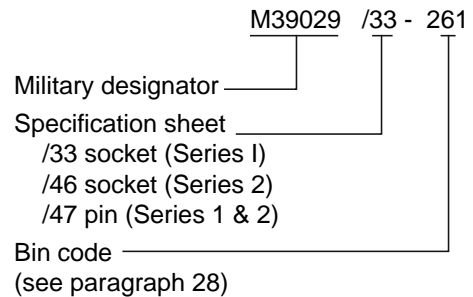 M39029 /33 - 261
Military designator
Specification sheet
/33 socket (Series I)
/46 socket (Series 2)
/47 pin (Series 1 & 2)
Bin code
(see paragraph 28)